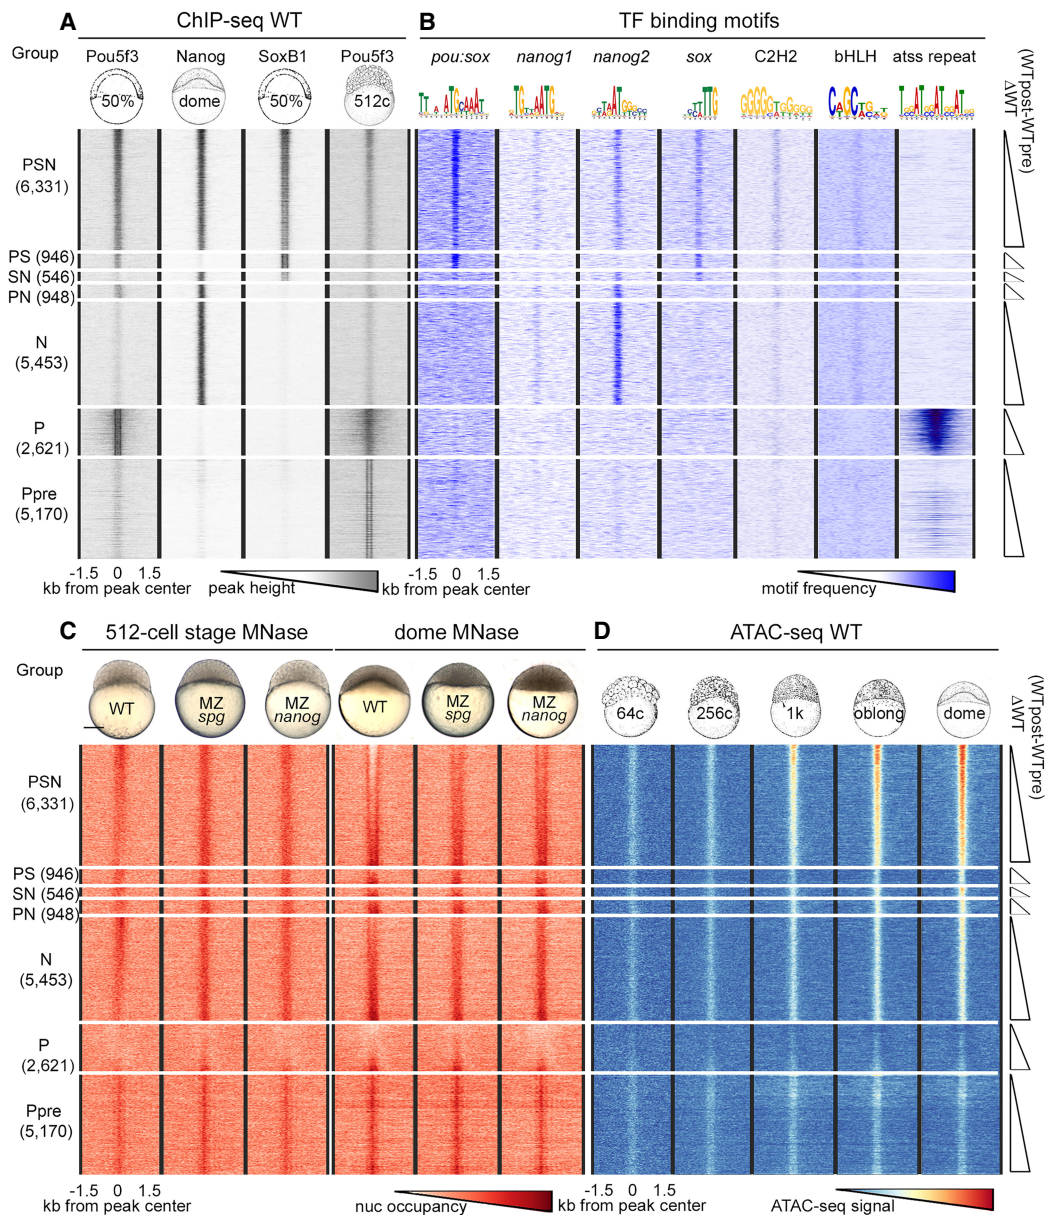 A
ChIP-seq WT
B
TF binding motifs
Group
Pou5f3
Nanog
SoxB1
Pou5f3
pou:sox
nanog1
nanog2
sox
C2H2
bHLH
atss repeat
50%
dome
50%
512c
ΔWT
(WTpost-WTpre)
PSN
(6,331)
PS (946)
SN (546)
PN (948)
N
(5,453)
P
(2,621)
Ppre
(5,170)
-1.5 0 1.5
kb from peak center
peak height
-1.5 0 1.5
kb from peak center
motif frequency
C
512-cell stage MNase
dome MNase
D
ATAC-seq WT
Group
WT
MZ
spg
MZ
nanog
WT
MZ
spg
MZ
nanog
64c
256c
1k
oblong
dome
ΔWT
(WTpost-WTpre)
PSN
(6,331)
PS (946)
SN (546)
PN (948)
N
(5,453)
P
(2,621)
Ppre
(5,170)
-1.5 0 1.5
kb from peak center
nuc occupancy
-1.5 0 1.5
kb from peak center
ATAC-seq signal